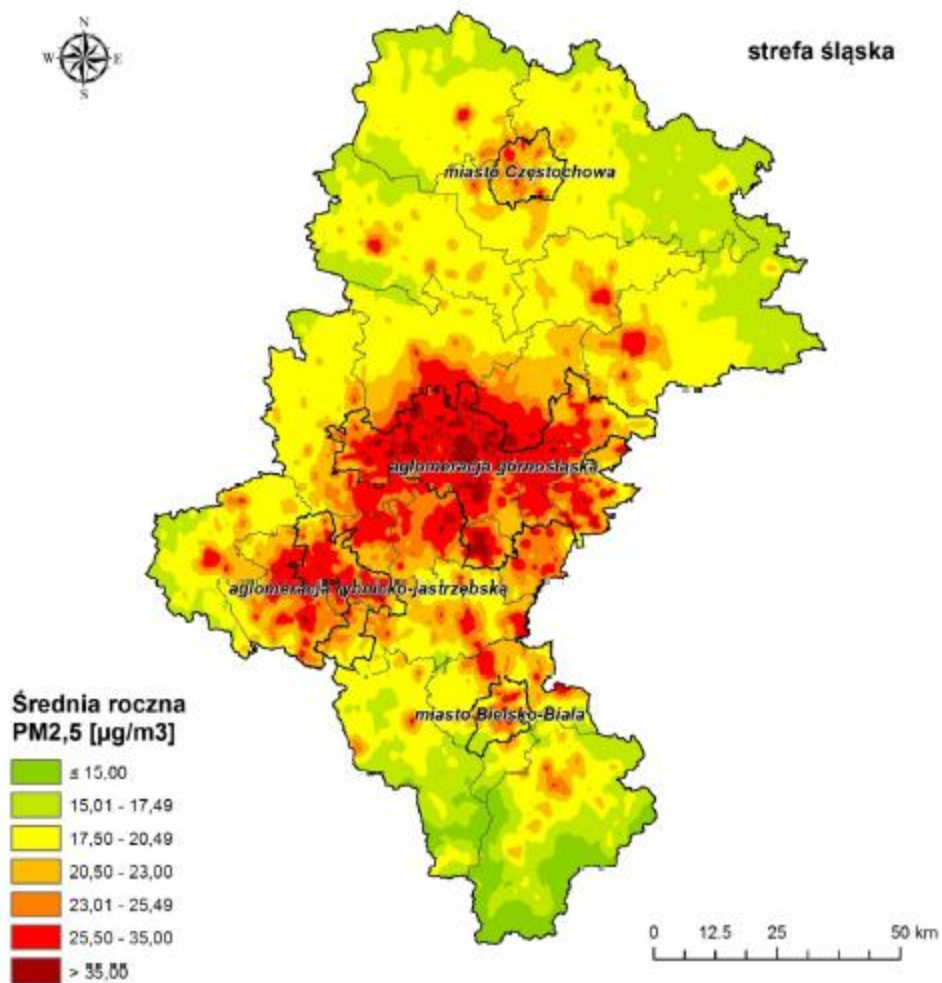 N
W E
S
strefa śląska
miasto Częstochowa
aglomeracja górnośląska
aglomeracja rybnicko-jastrzębska
miasto Bielsko-Biała
Średnia roczna
PM2,5 [µg/m3]
≤ 15,00
15,01 - 17,49
17,50 - 20,49
20,50 - 23,00
23,01 - 25,49
25,50 - 35,00
> 35,00
0 12.5 25 50 km